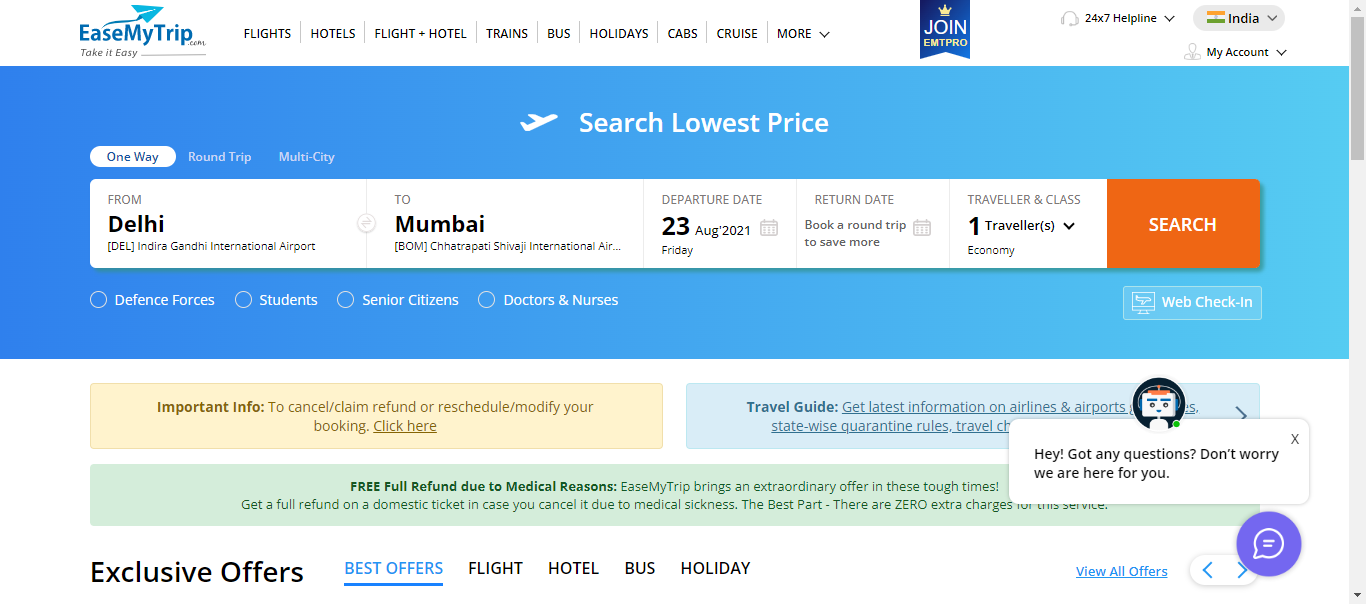 EaseMyTrip.com
Take it Easy
FLIGHTS
HOTELS
FLIGHT + HOTEL
TRAINS
BUS
HOLIDAYS
CABS
CRUISE
MORE
JOIN
EMTPRO
24x7 Helpline
India
My Account
Search Lowest Price
One Way
Round Trip
Multi-City
FROM
Delhi
[DEL] Indira Gandhi International Airport
TO
Mumbai
[BOM] Chhatrapati Shivaji International Air...
DEPARTURE DATE
23 Aug'2021
Friday
RETURN DATE
Book a round trip
to save more
TRAVELLER & CLASS
1 Traveller(s)
Economy
SEARCH
Defence Forces
Students
Senior Citizens
Doctors & Nurses
Web Check-In
Important Info: To cancel/claim refund or reschedule/modify your
booking. Click here
Travel Guide: Get latest information on airlines & airports
state-wise quarantine rules, travel
Hey! Got any questions? Don't worry
we are here for you.
X
FREE Full Refund due to Medical Reasons: EaseMyTrip brings an extraordinary offer in these tough times!
Get a full refund on a domestic ticket in case you cancel it due to medical sickness. The Best Part - There are ZERO extra charges for this service.
Exclusive Offers
BEST OFFERS
FLIGHT
HOTEL
BUS
HOLIDAY
View All Offers